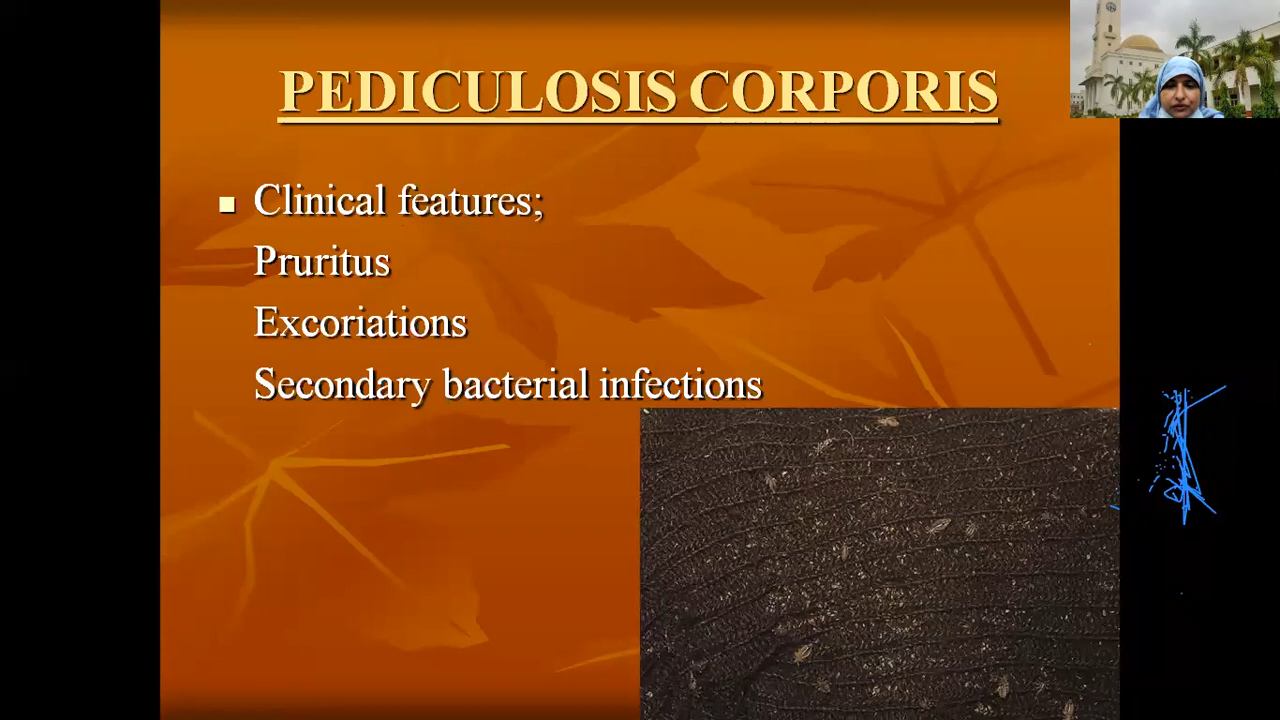 PEDICULOSIS CORPORIS
Clinical features;
Pruritus
Excoriations
Secondary bacterial infections